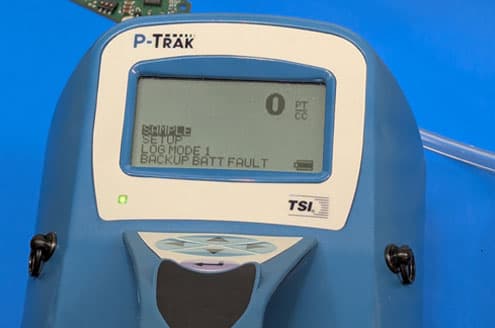 P-TRAK
0 PT/CC
SAMPLE
SETUP
LOG MODE 1
BACKUP BATT FAULT
TSI